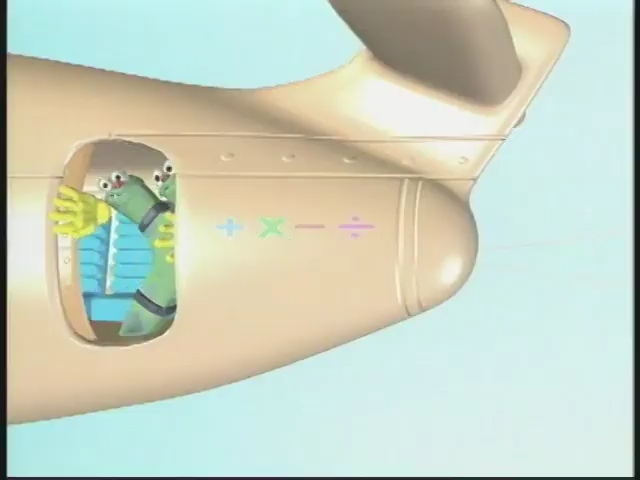 + × − ÷